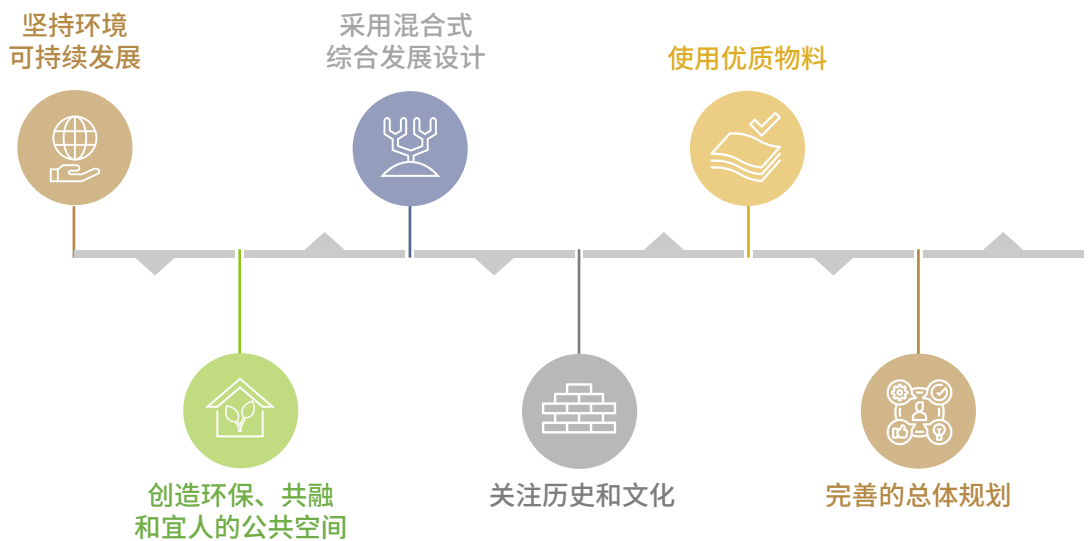 坚持环境
可持续发展
采用混合式
综合发展设计
使用优质物料
创造环保、共融
和宜人的公共空间
关注历史和文化
完善的总体规划